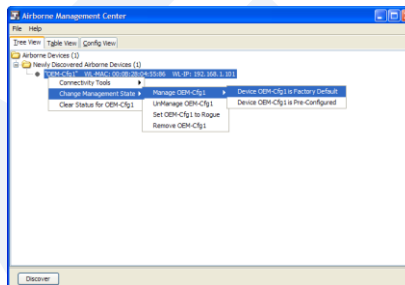 Airborne Management Center
File Help
Tree View Table View Config View
Airborne Devices (1)
Newly Discovered Airborne Devices (1)
"OEM-Cfg1" WL-MAC: 00:0B:28:04:55:86 WL-IP: 192.168.1.101
Connectivity Tools
Change Management State Manage OEM-Cfg1 Device OEM-Cfg1 is Factory Default
Clear Status for OEM-Cfg1 UnManage OEM-Cfg1 Device OEM-Cfg1 is Pre-Configured
Set OEM-Cfg1 to Rogue
Remove OEM-Cfg1
Discover